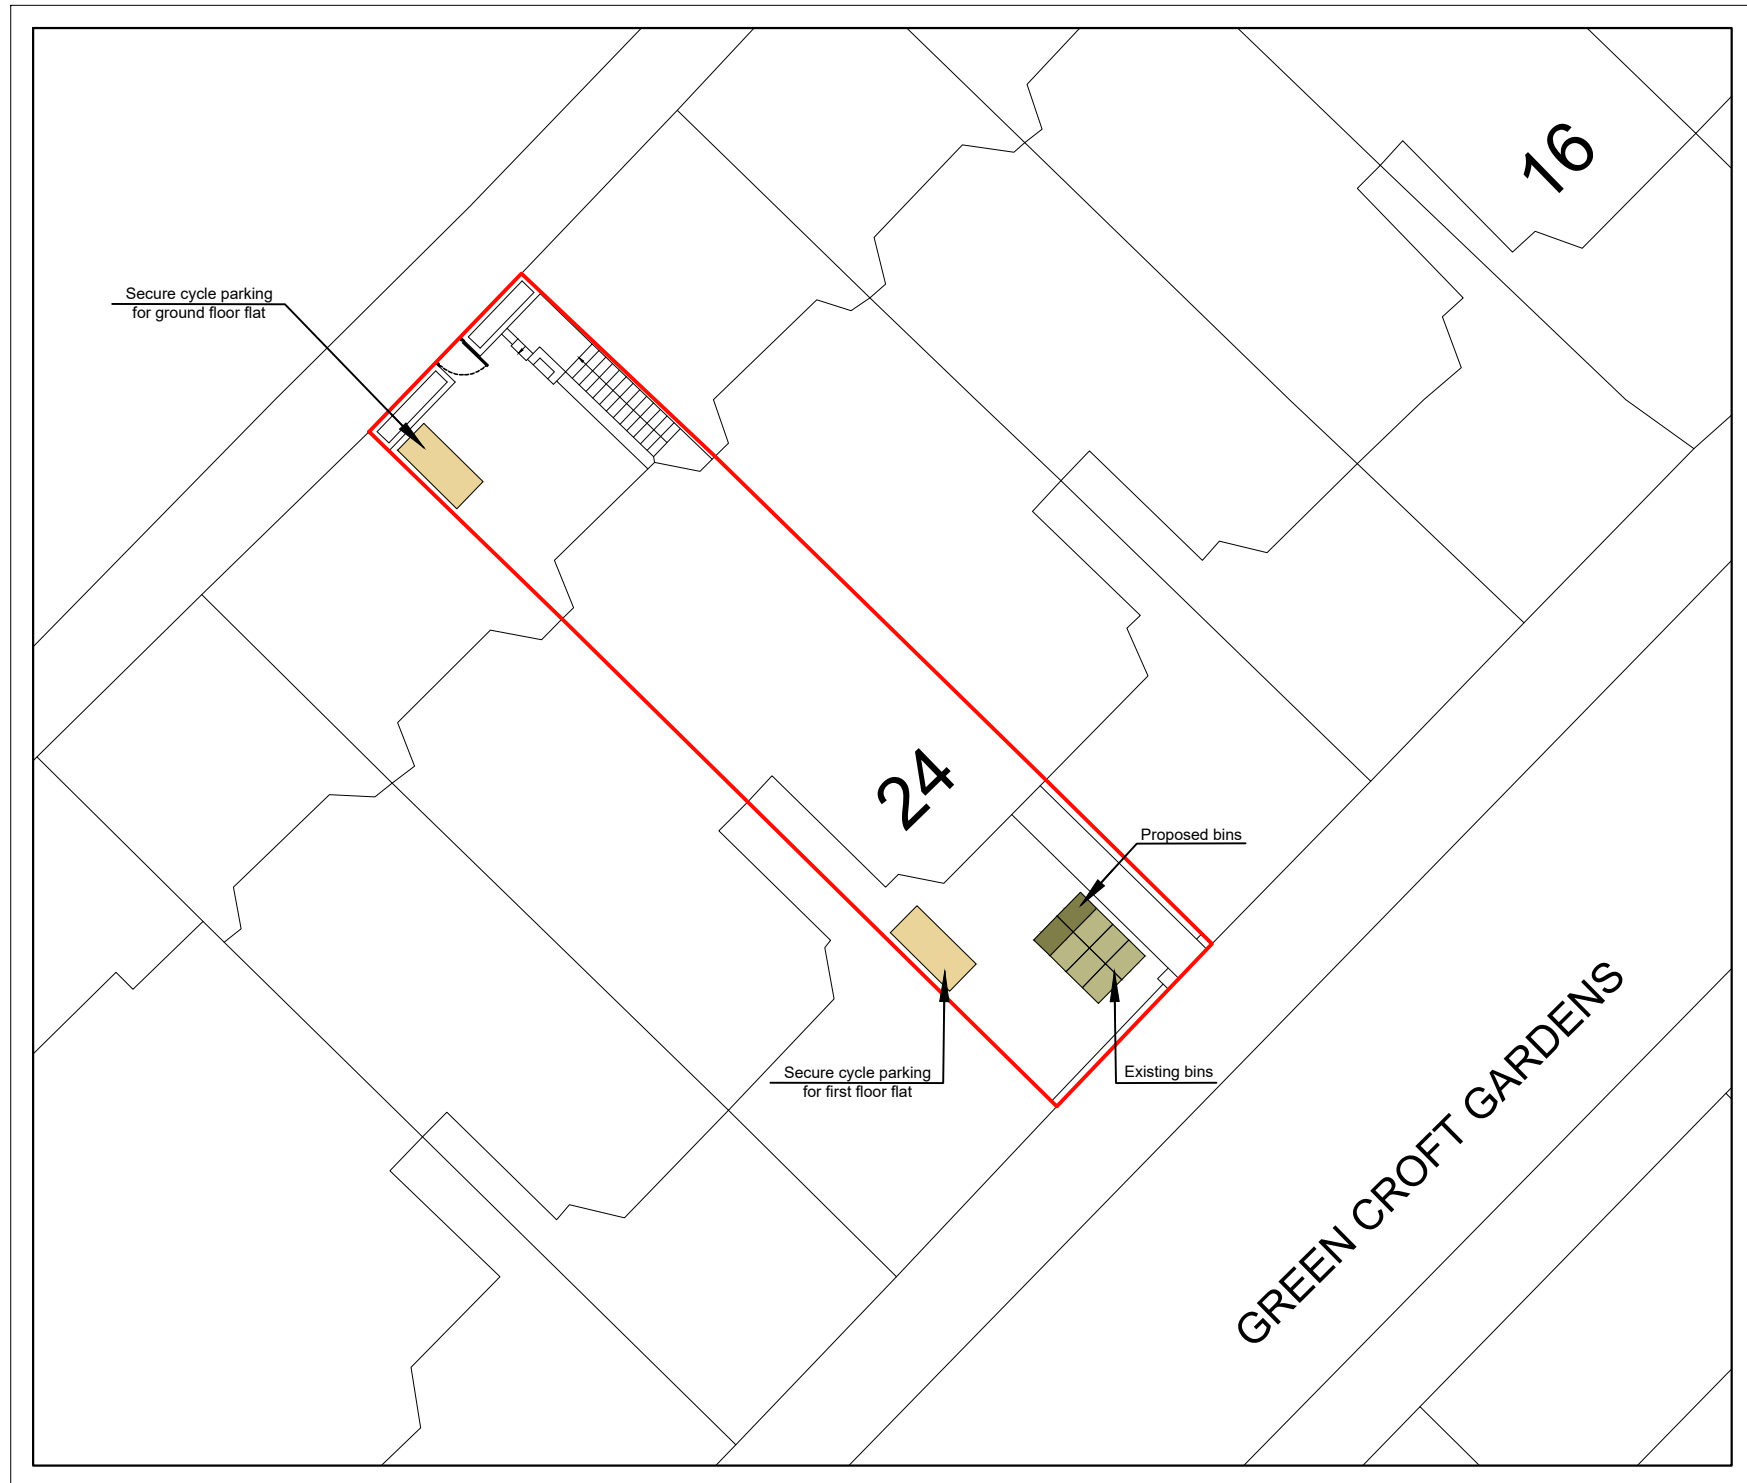 16
Secure cycle parking
for ground floor flat
24
Proposed bins
Secure cycle parking
for first floor flat
Existing bins
GREEN CROFT GARDENS